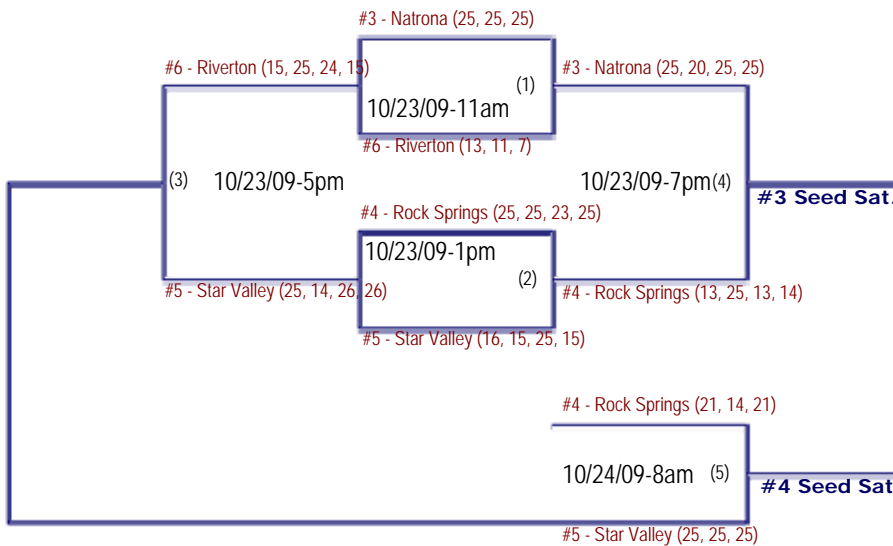 #3 - Natrona (25, 25, 25)
#6 - Riverton (15, 25, 24, 15)
#3 - Natrona (25, 20, 25, 25)
(1)
10/23/09-11am
#6 - Riverton (13, 11, 7)
(3)
10/23/09-5pm
10/23/09-7pm(4)
#3 Seed Sat.
#4 - Rock Springs (25, 25, 23, 25)
10/23/09-1pm
(2)
#5 - Star Valley (25, 14, 26, 26)
#4 - Rock Springs (13, 25, 13, 14)
#5 - Star Valley (16, 15, 25, 15)
#4 - Rock Springs (21, 14, 21)
10/24/09-8am (5)
#4 Seed Sat
#5 - Star Valley (25, 25, 25)